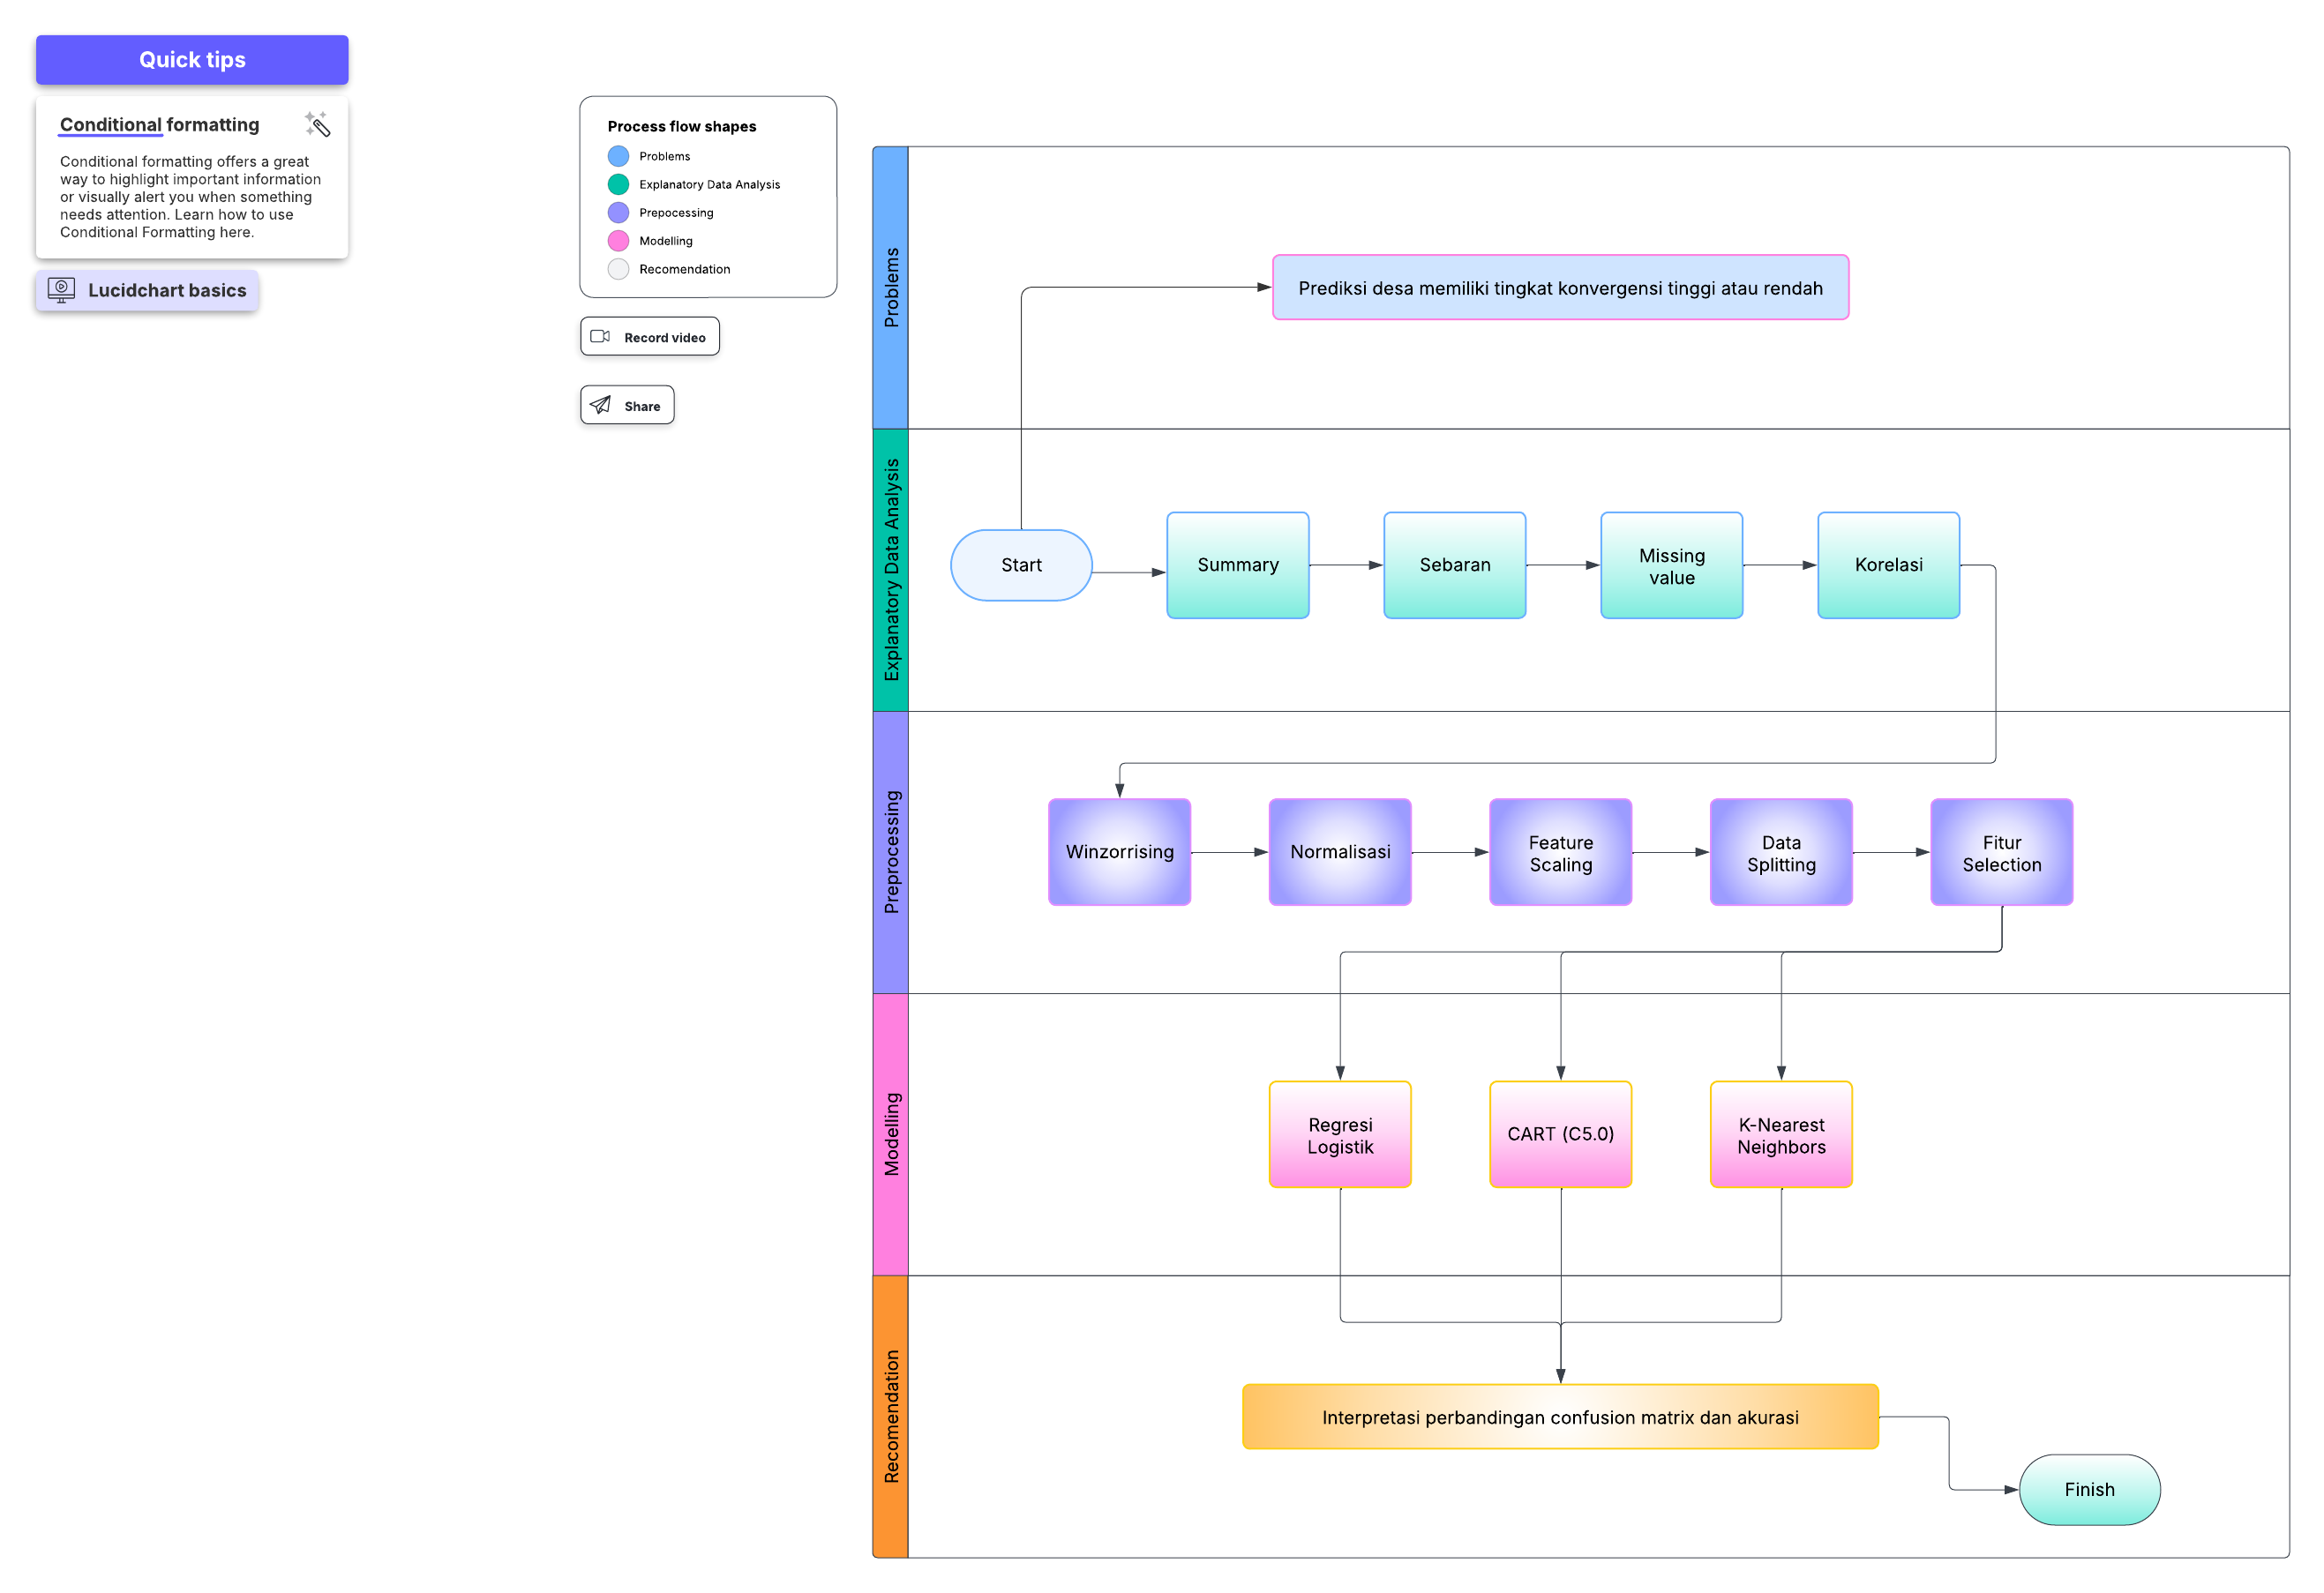 Quick tips
Conditional formatting
Conditional formatting offers a great
way to highlight important information
or visually alert you when something
needs attention. Learn how to use
Conditional Formatting here.
Lucidchart basics
Process flow shapes
Problems
Explanatory Data Analysis
Prepocessing
Modelling
Recomendation
Record video
Share
Problems
Prediksi desa memiliki tingkat konvergensi tinggi atau rendah
Explanatory Data Analysis
Start
Summary
Sebaran
Missing
value
Korelasi
Preprocessing
Winzorrising
Normalisasi
Feature
Scaling
Data
Splitting
Fitur
Selection
Modelling
Regresi
Logistik
CART (C5.0)
K-Nearest
Neighbors
Recomendation
Interpretasi perbandingan confusion matrix dan akurasi
Finish